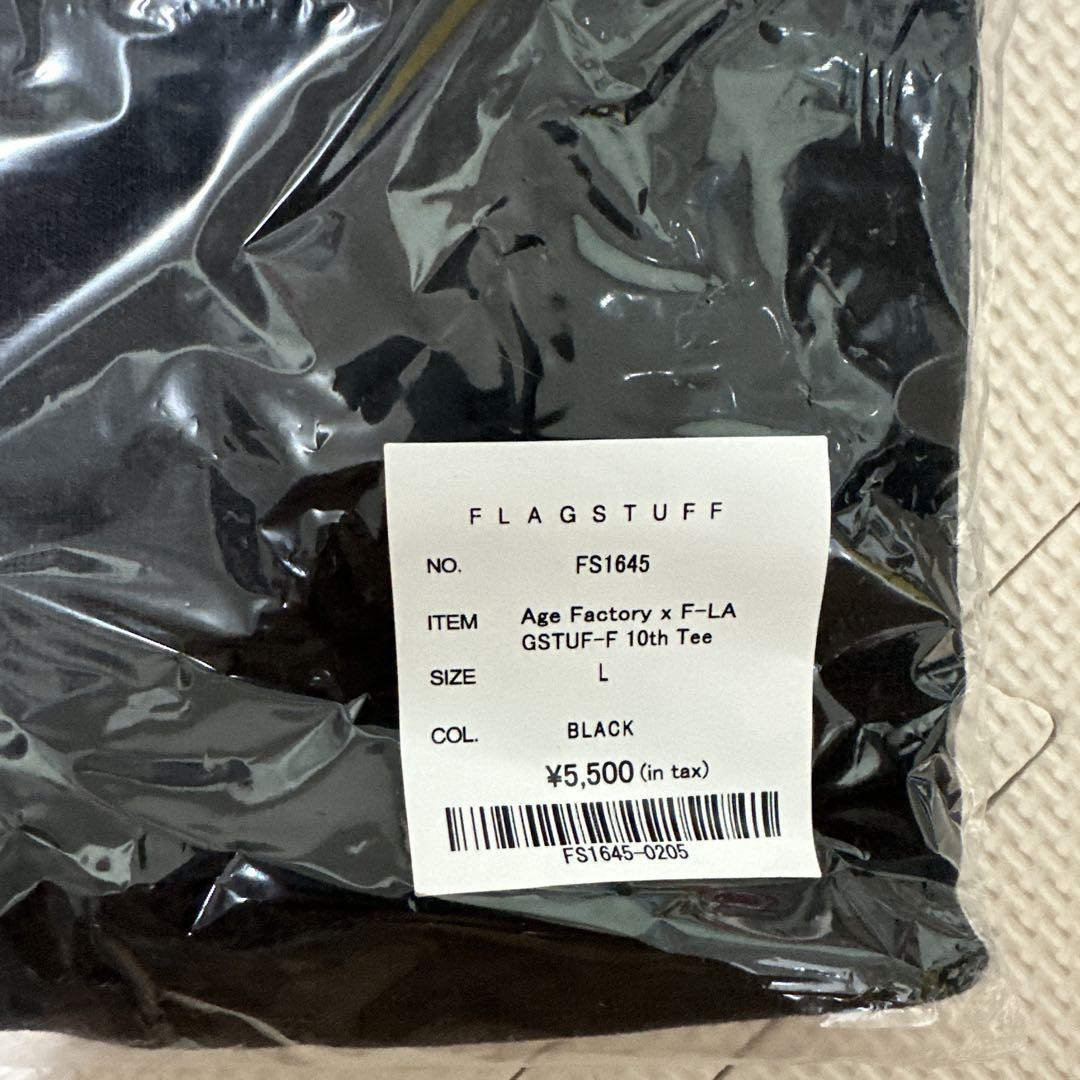 FLAGSTUFF
NO. FS1645
ITEM Age Factory x F-LA
GSTUF-F 10th Tee
SIZE L
COL. BLACK
¥5,500 (in tax)
FS1645-0205